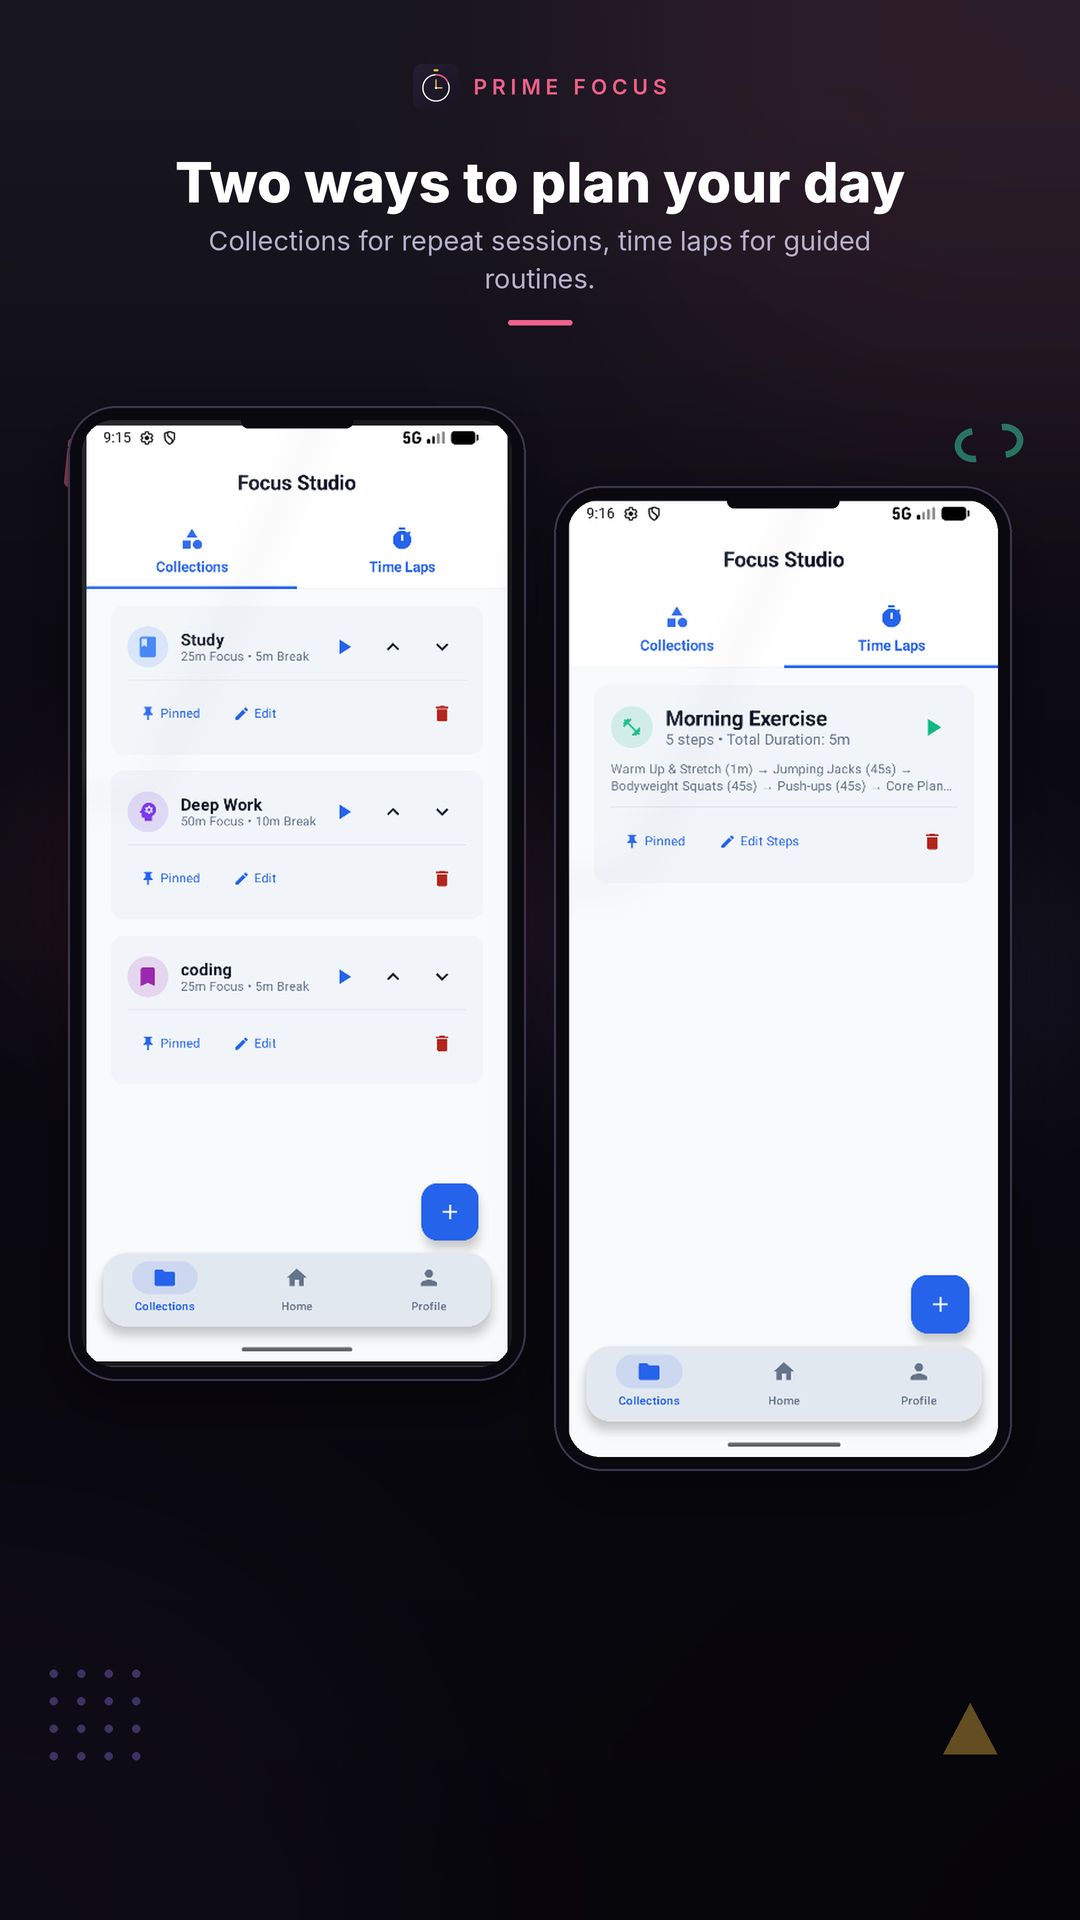 PRIME FOCUS
Two ways to plan your day
Collections for repeat sessions, time laps for guided
routines.
9:15
5G
Focus Studio
Collections
Time Laps
Study
25m Focus • 5m Break
Pinned
Edit
Deep Work
50m Focus • 10m Break
Pinned
Edit
coding
25m Focus • 5m Break
Pinned
Edit
+
Collections
Home
Profile
9:16
5G
Focus Studio
Collections
Time Laps
Morning Exercise
5 steps • Total Duration: 5m
Warm Up & Stretch (1m) → Jumping Jacks (45s) →
Bodyweight Squats (45s) → Push-ups (45s) → Core Plan...
Pinned
Edit Steps
+
Collections
Home
Profile